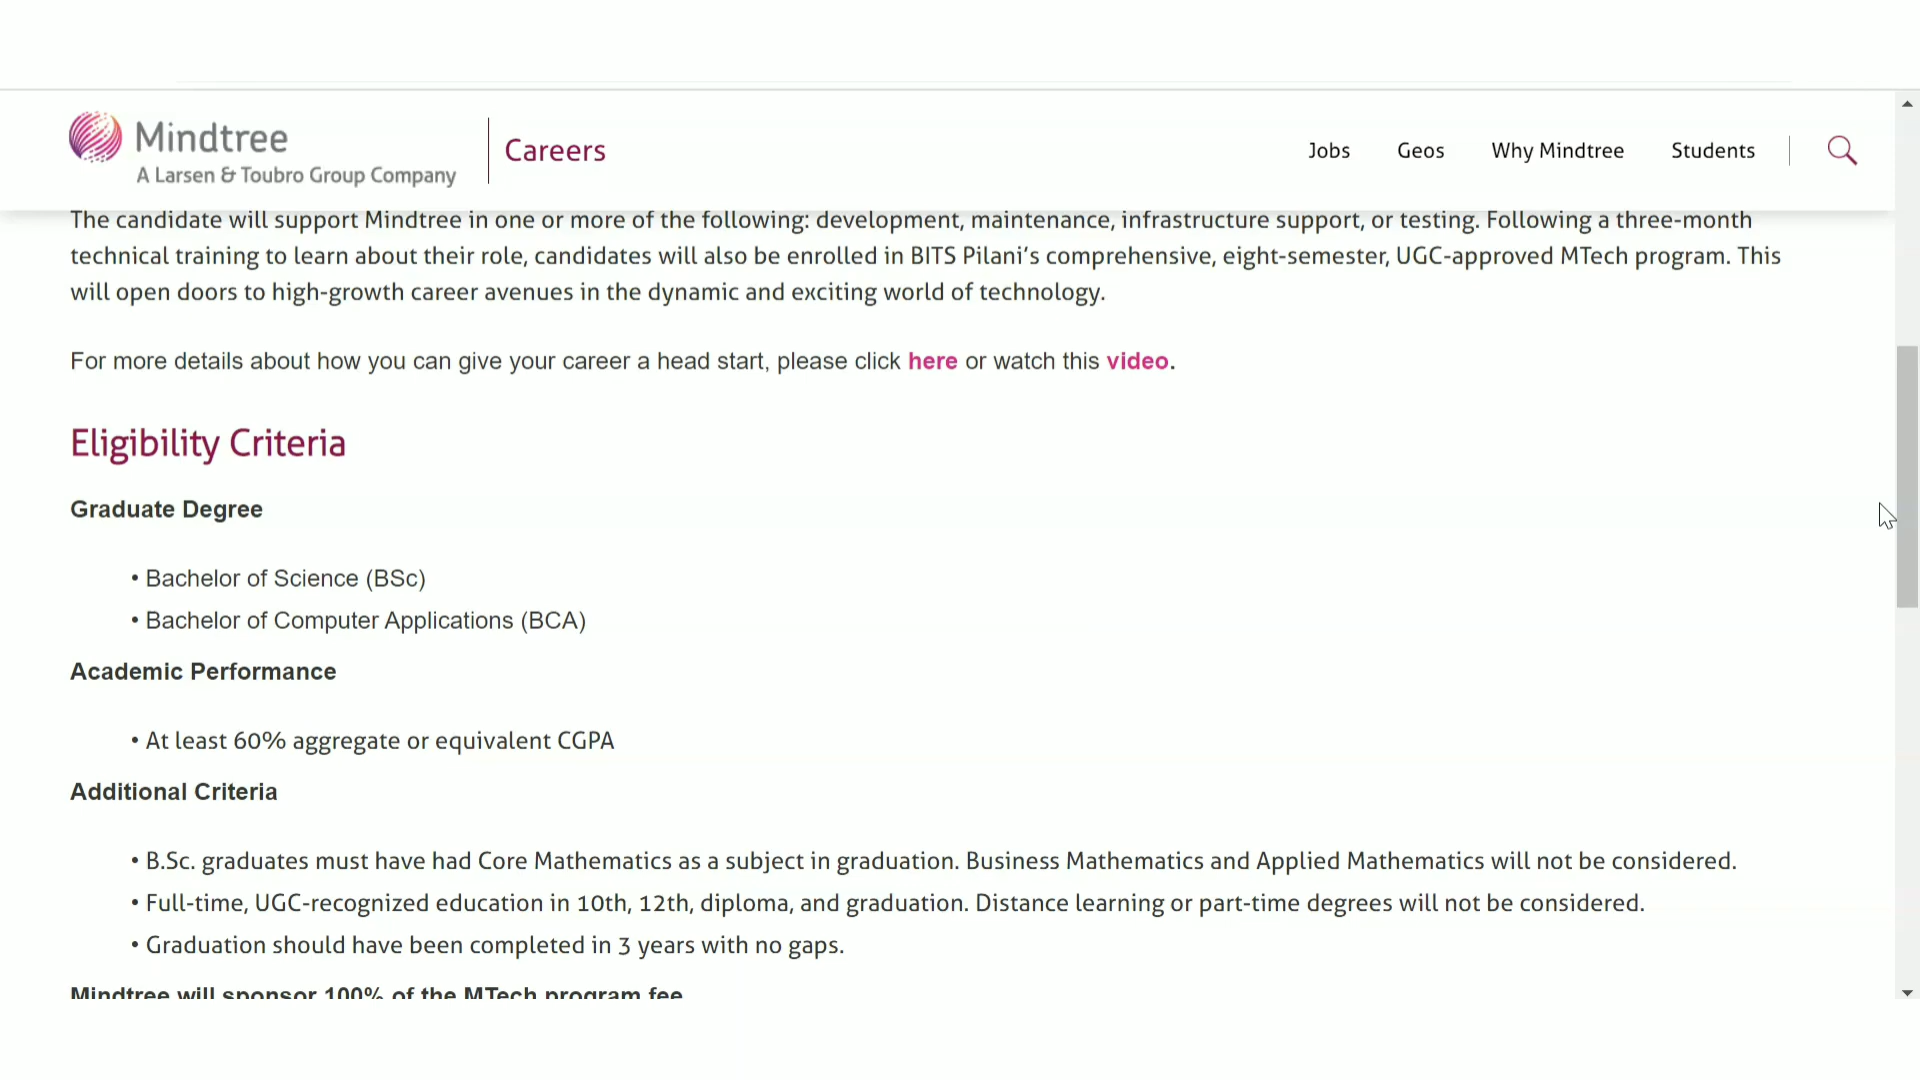 Mindtree
A Larsen & Toubro Group Company
Careers
Jobs
Geos
Why Mindtree
Students
The candidate will support Mindtree in one or more of the following: development, maintenance, infrastructure support, or testing. Following a three-month
technical training to learn about their role, candidates will also be enrolled in BITS Pilani's comprehensive, eight-semester, UGC-approved MTech program. This
will open doors to high-growth career avenues in the dynamic and exciting world of technology.
For more details about how you can give your career a head start, please click here or watch this video.
Eligibility Criteria
Graduate Degree
• Bachelor of Science (BSc)
• Bachelor of Computer Applications (BCA)
Academic Performance
• At least 60% aggregate or equivalent CGPA
Additional Criteria
• B.Sc. graduates must have had Core Mathematics as a subject in graduation. Business Mathematics and Applied Mathematics will not be considered.
• Full-time, UGC-recognized education in 10th, 12th, diploma, and graduation. Distance learning or part-time degrees will not be considered.
• Graduation should have been completed in 3 years with no gaps.
Mindtree will sponsor 100% of the MTech program fee